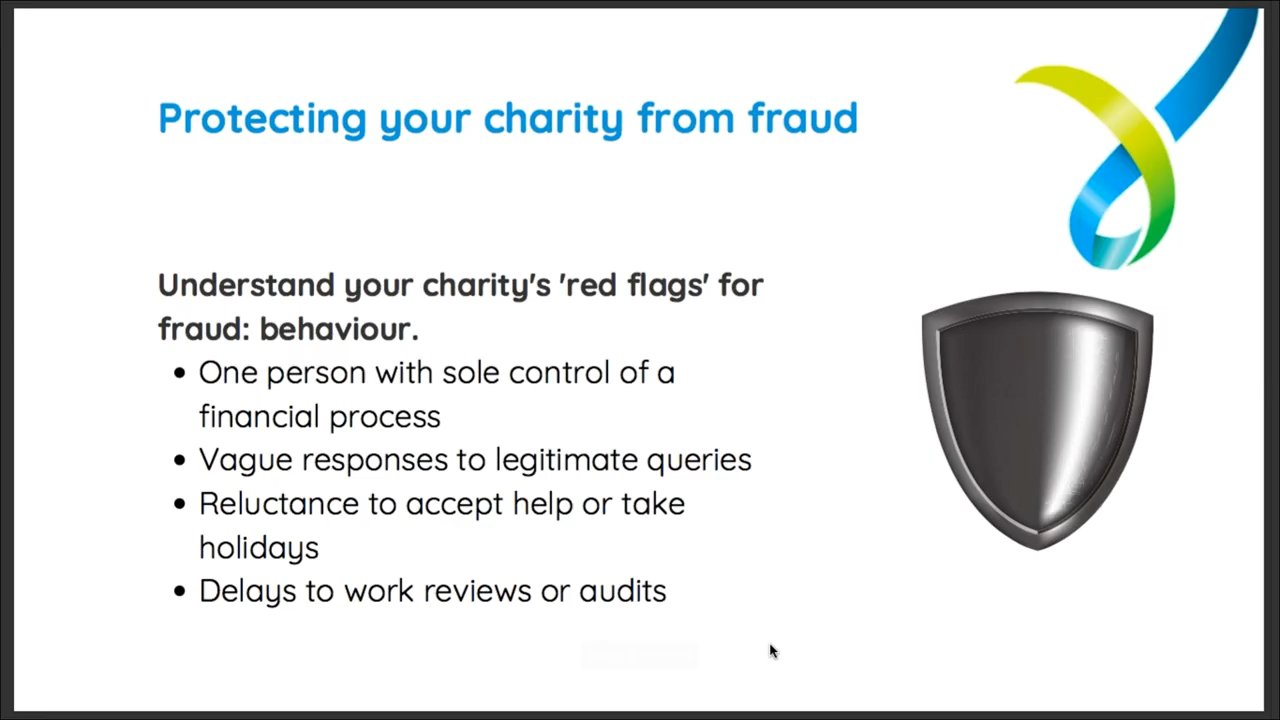 Protecting your charity from fraud
Understand your charity's 'red flags' for
fraud: behaviour.
• One person with sole control of a
financial process
• Vague responses to legitimate queries
• Reluctance to accept help or take
holidays
• Delays to work reviews or audits